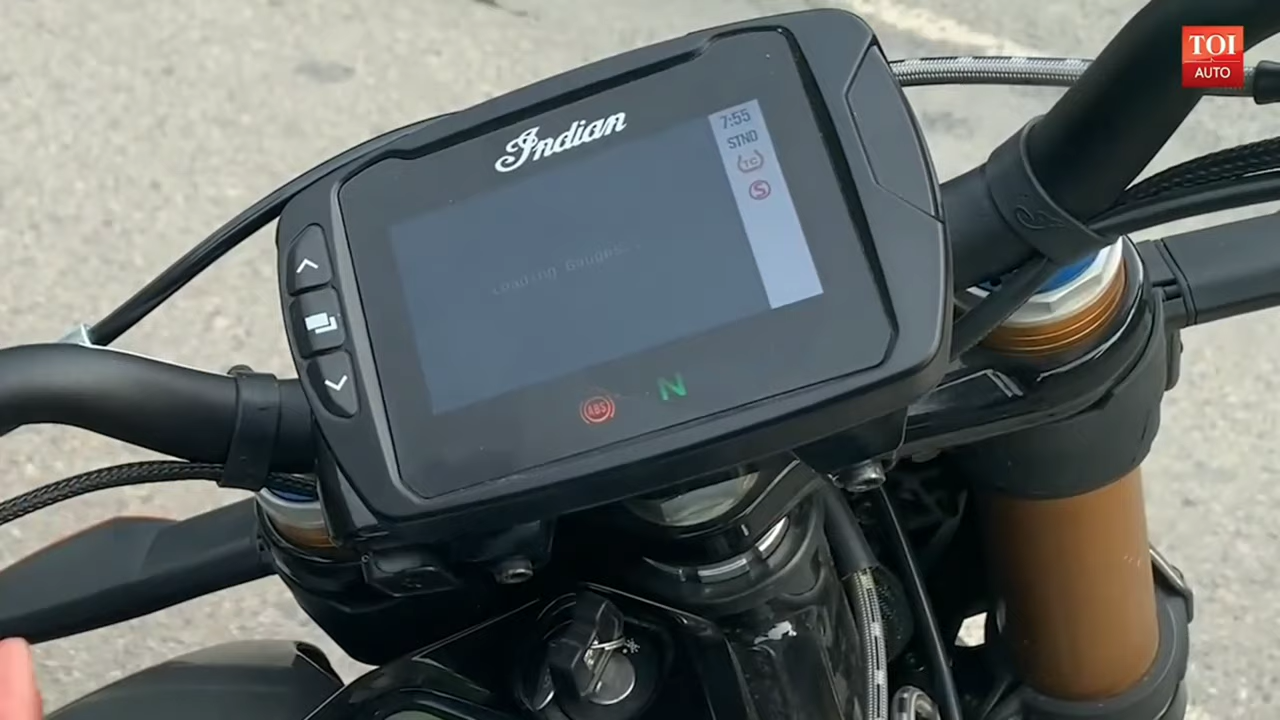 TOI
AUTO
Indian
7:55
STND
TC
S
Loading Gauges...
ABS
N